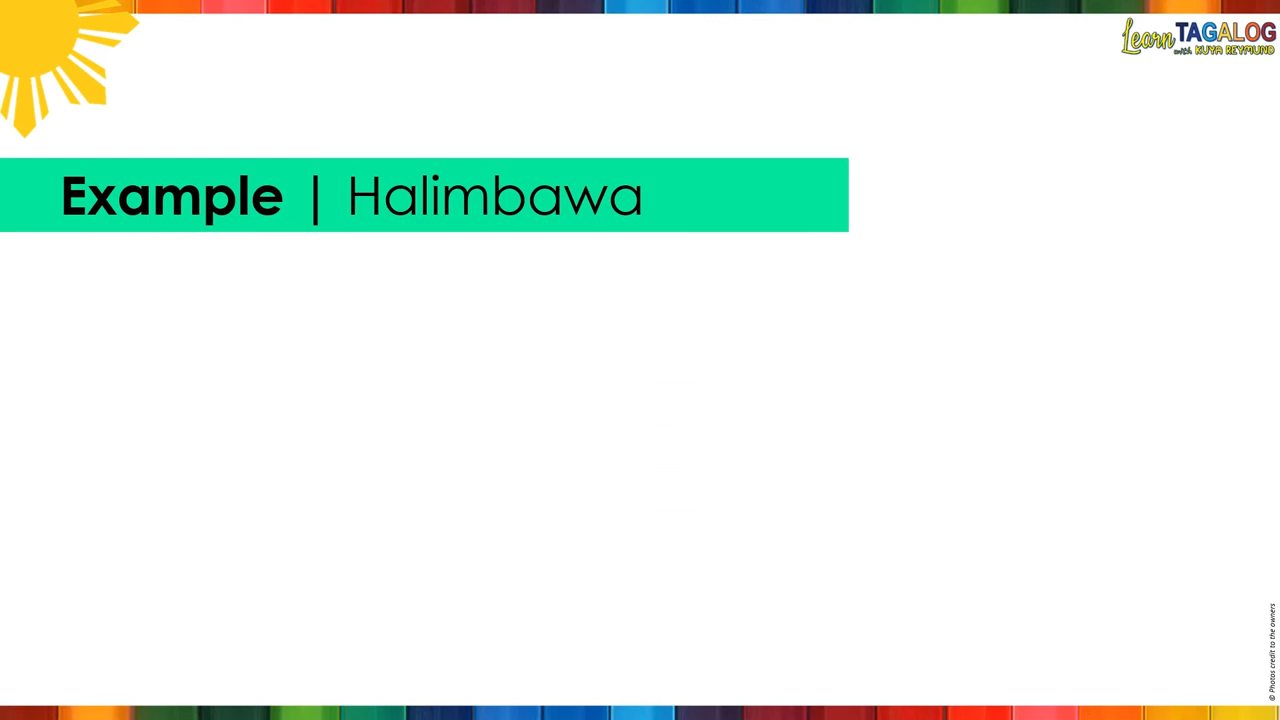 Learn TAGALOG
with KUYA REYMUND
Example | Halimbawa
© Photos credit to the owners